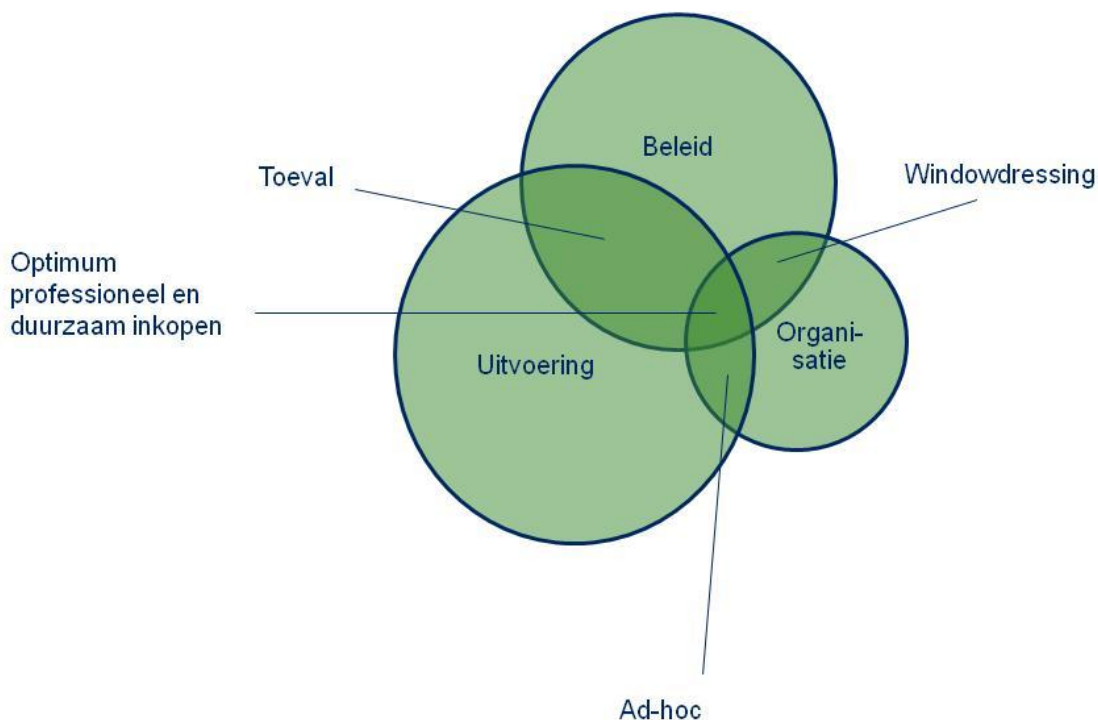 Beleid
Toeval
Windowdressing
Optimum
professioneel en
duurzaam inkopen
Organi-
satie
Uitvoering
Ad-hoc